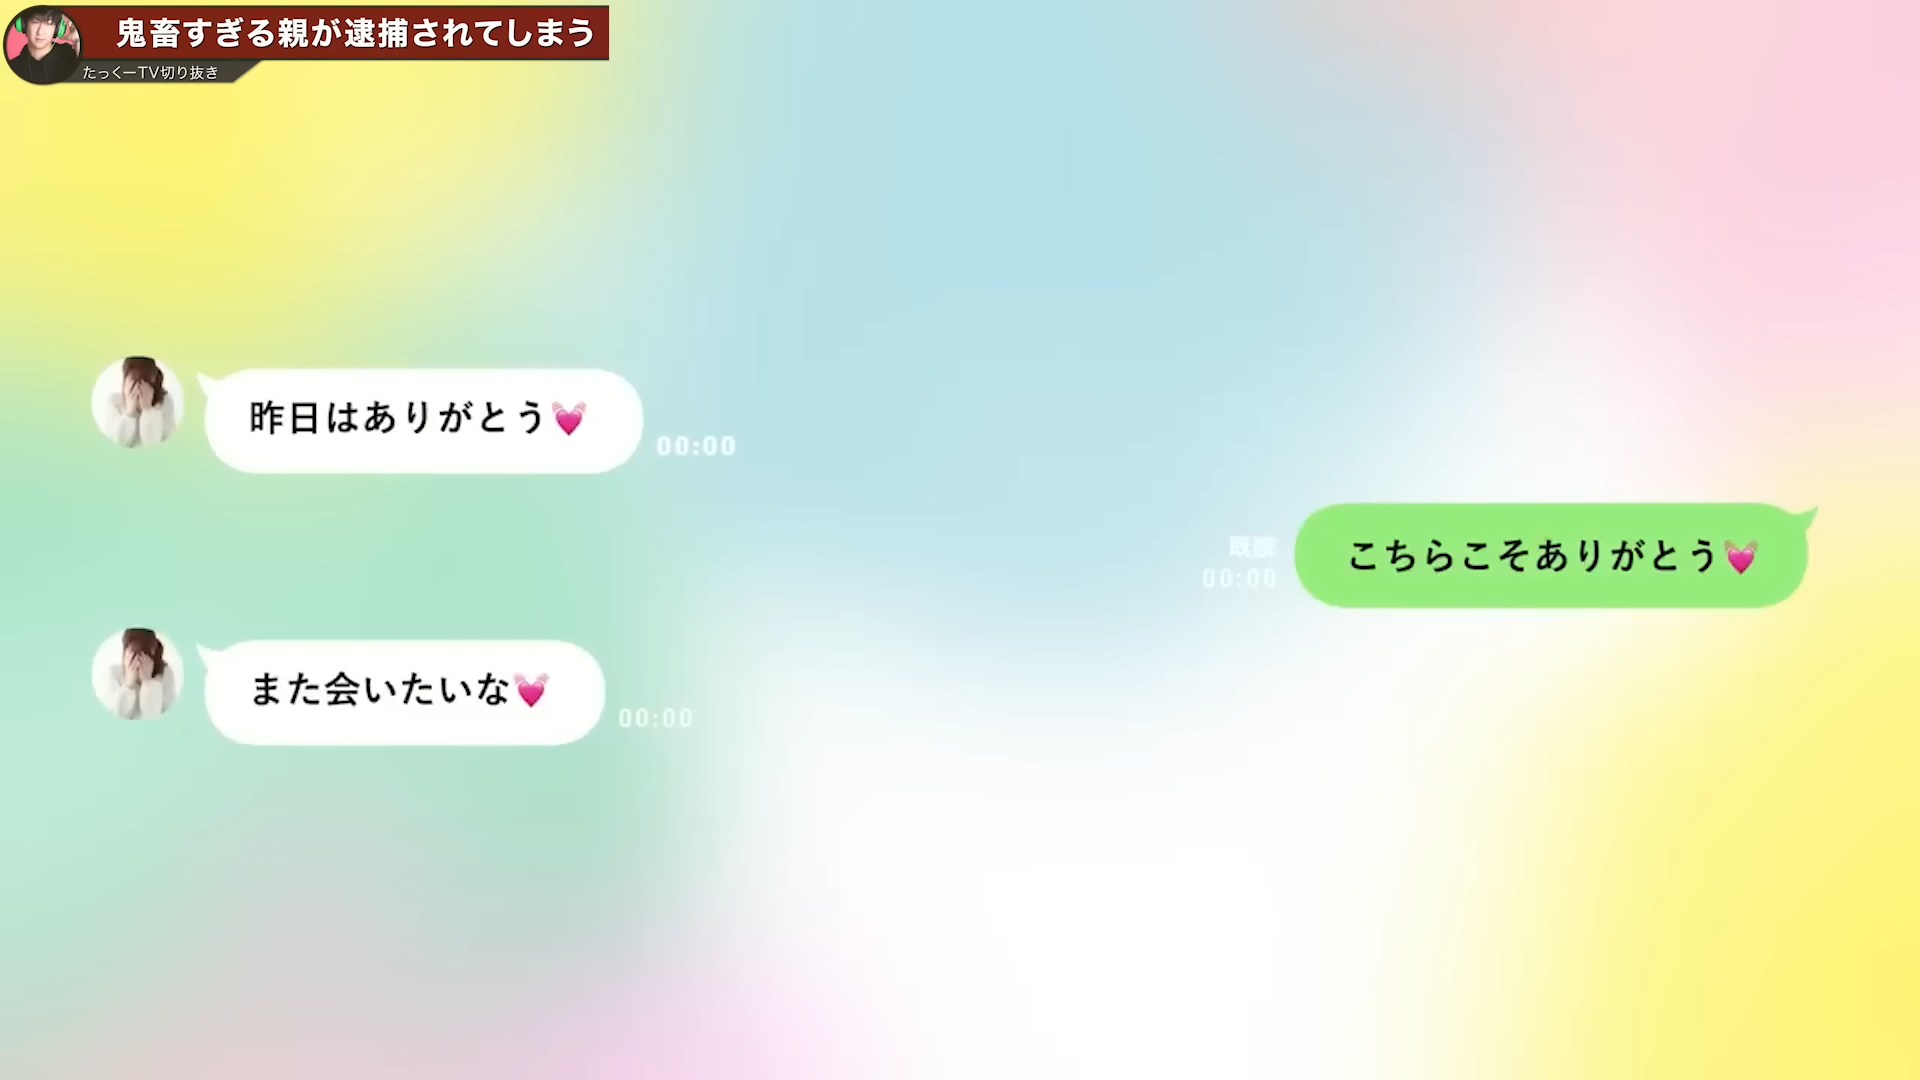 鬼畜すぎる親が逮捕されてしまう
たっくーTV切り抜き
昨日はありがとう💓
00:00
既読
00:00
こちらこそありがとう💓
また会いたいな💓
00:00